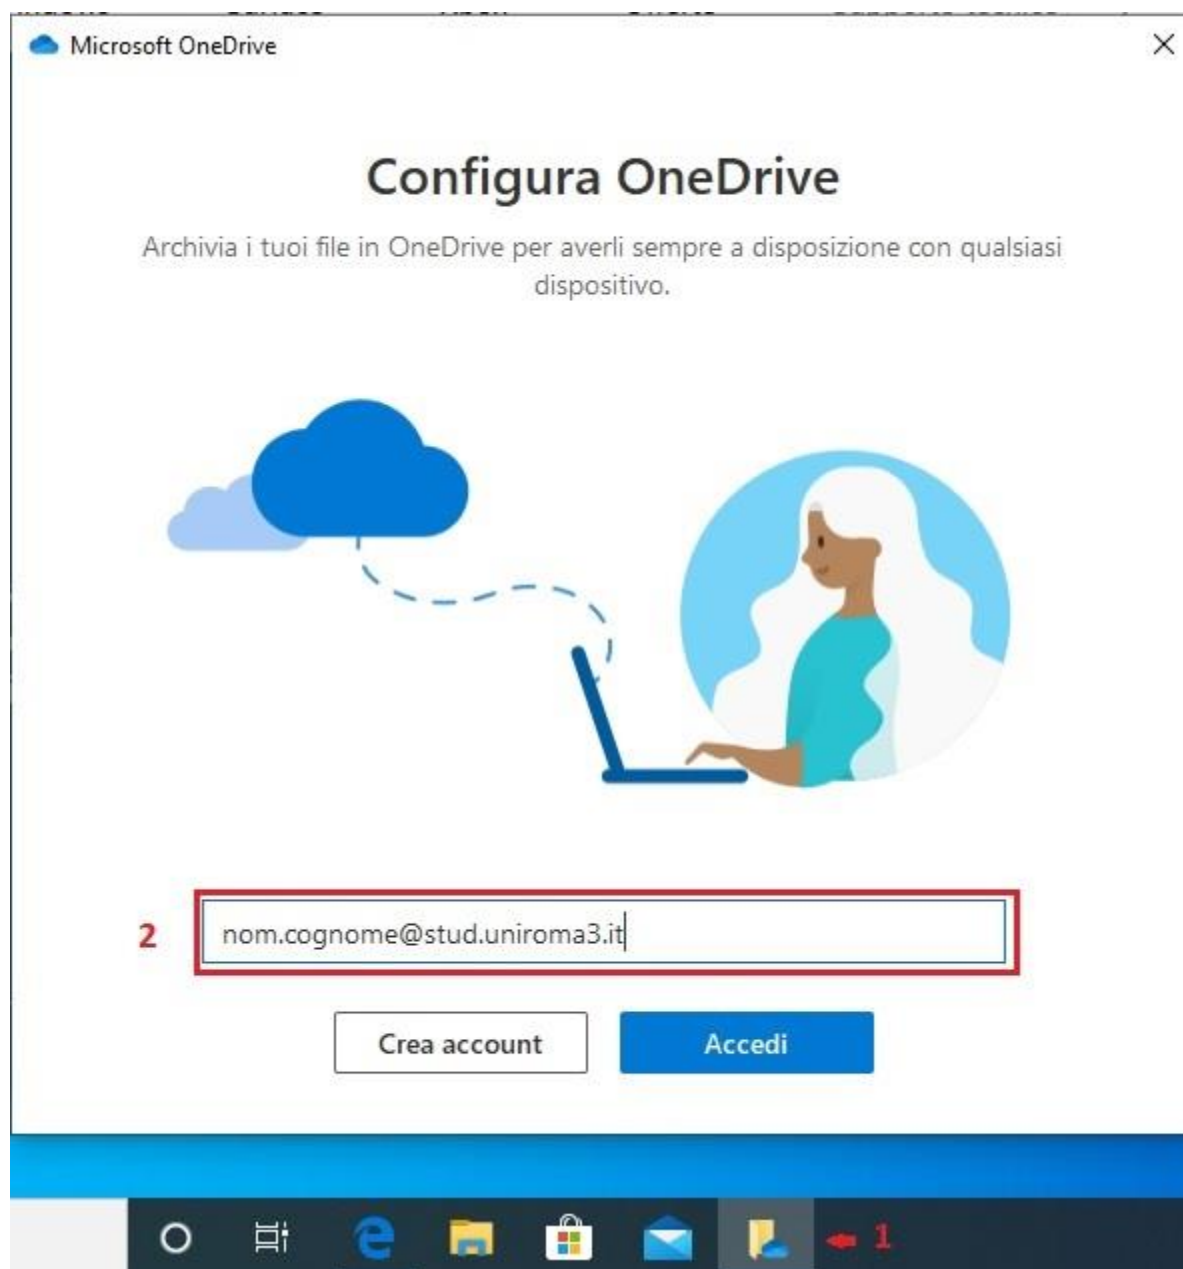 Microsoft OneDrive
Configura OneDrive
Archivia i tuoi file in OneDrive per averli sempre a disposizione con qualsiasi
dispositivo.
2
nom.cognome@stud.uniroma3.it
Crea account
Accedi
1